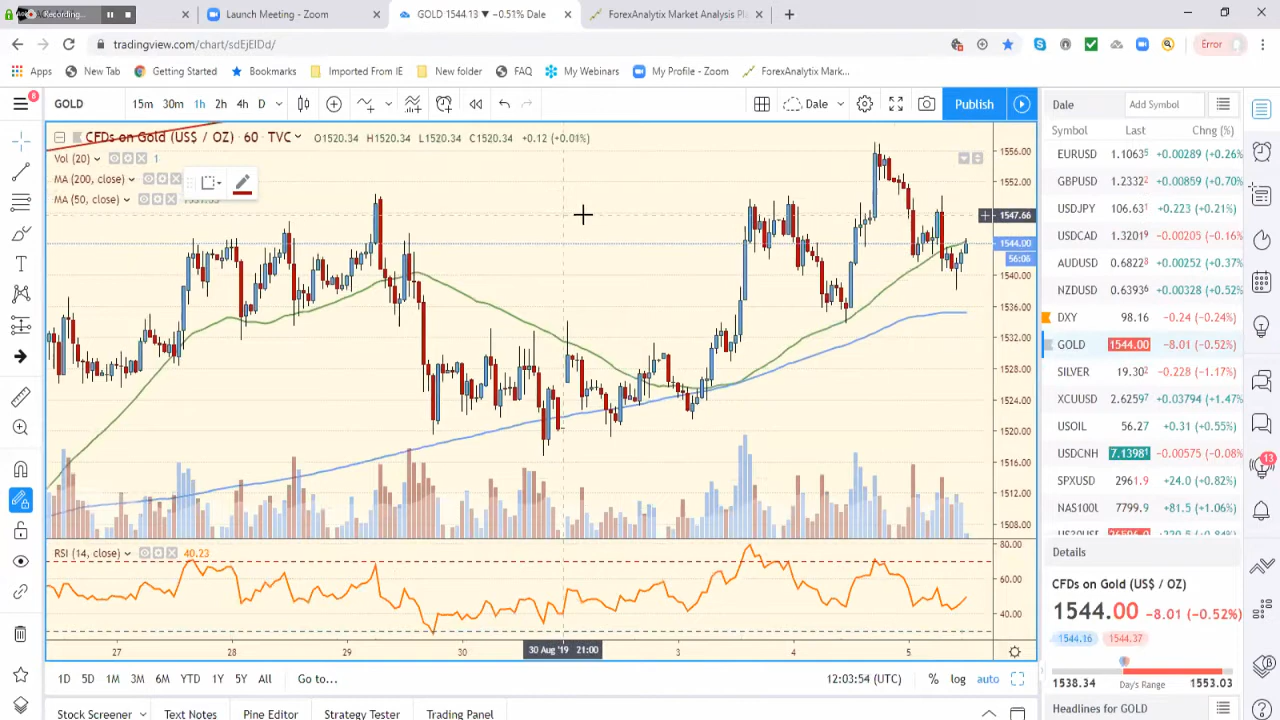 Recording...
Launch Meeting - Zoom
GOLD 1544.13 ▼ −0.51% Dale
ForexAnalytix Market Analysis Pl
tradingview.com/chart/sdEjEIDd/
Error
Apps New Tab Getting Started Bookmarks Imported From IE New folder FAQ My Webinars My Profile - Zoom ForexAnalytix Mark...
8 GOLD 15m 30m 1h 2h 4h D Dale Publish
Dale Add Symbol
CFDs on Gold (US$ / OZ) · 60 · TVC O1520.34 H1520.34 L1520.34 C1520.34 +0.12 (+0.01%)
Vol (20) 1
MA (200, close)
MA (50, close)
1556.00
1552.00
1547.66
1544.00
56:06
1540.00
1536.00
1532.00
1528.00
1524.00
1520.00
1516.00
1512.00
1508.00
RSI (14, close) 40.23
80.00
60.00
40.00
27 28 29 30 30 Aug '19 21:00 3 4 5
1D 5D 1M 3M 6M YTD 1Y 5Y All Go to... 12:03:54 (UTC) % log auto
Stock Screener Text Notes Pine Editor Strategy Tester Trading Panel
Symbol Last Chng (%)
EURUSD 1.1063⁵ +0.00289 (+0.26%
GBPUSD 1.2332² +0.00859 (+0.70%
USDJPY 106.63¹ +0.223 (+0.21%)
USDCAD 1.3201⁹ −0.00205 (−0.16%)
AUDUSD 0.6822⁸ +0.00252 (+0.37%
NZDUSD 0.6393⁶ +0.00328 (+0.52%
DXY 98.16 −0.24 (−0.24%)
GOLD 1544.00 −8.01 (−0.52%)
SILVER 19.30² −0.228 (−1.17%)
XCUUSD 2.6259⁷ +0.03794 (+1.47%
USOIL 56.27 +0.31 (+0.55%)
USDCNH 7.1398¹ −0.00575 (−0.08%
SPXUSD 2961.9 +24.0 (+0.82%)
NAS100U 7799.9 +81.5 (+1.06%)
13
Details
CFDs on Gold (US$ / OZ)
1544.00 −8.01 (−0.52%)
1544.16 1544.37
1538.34 Day's Range 1553.03
Headlines for GOLD